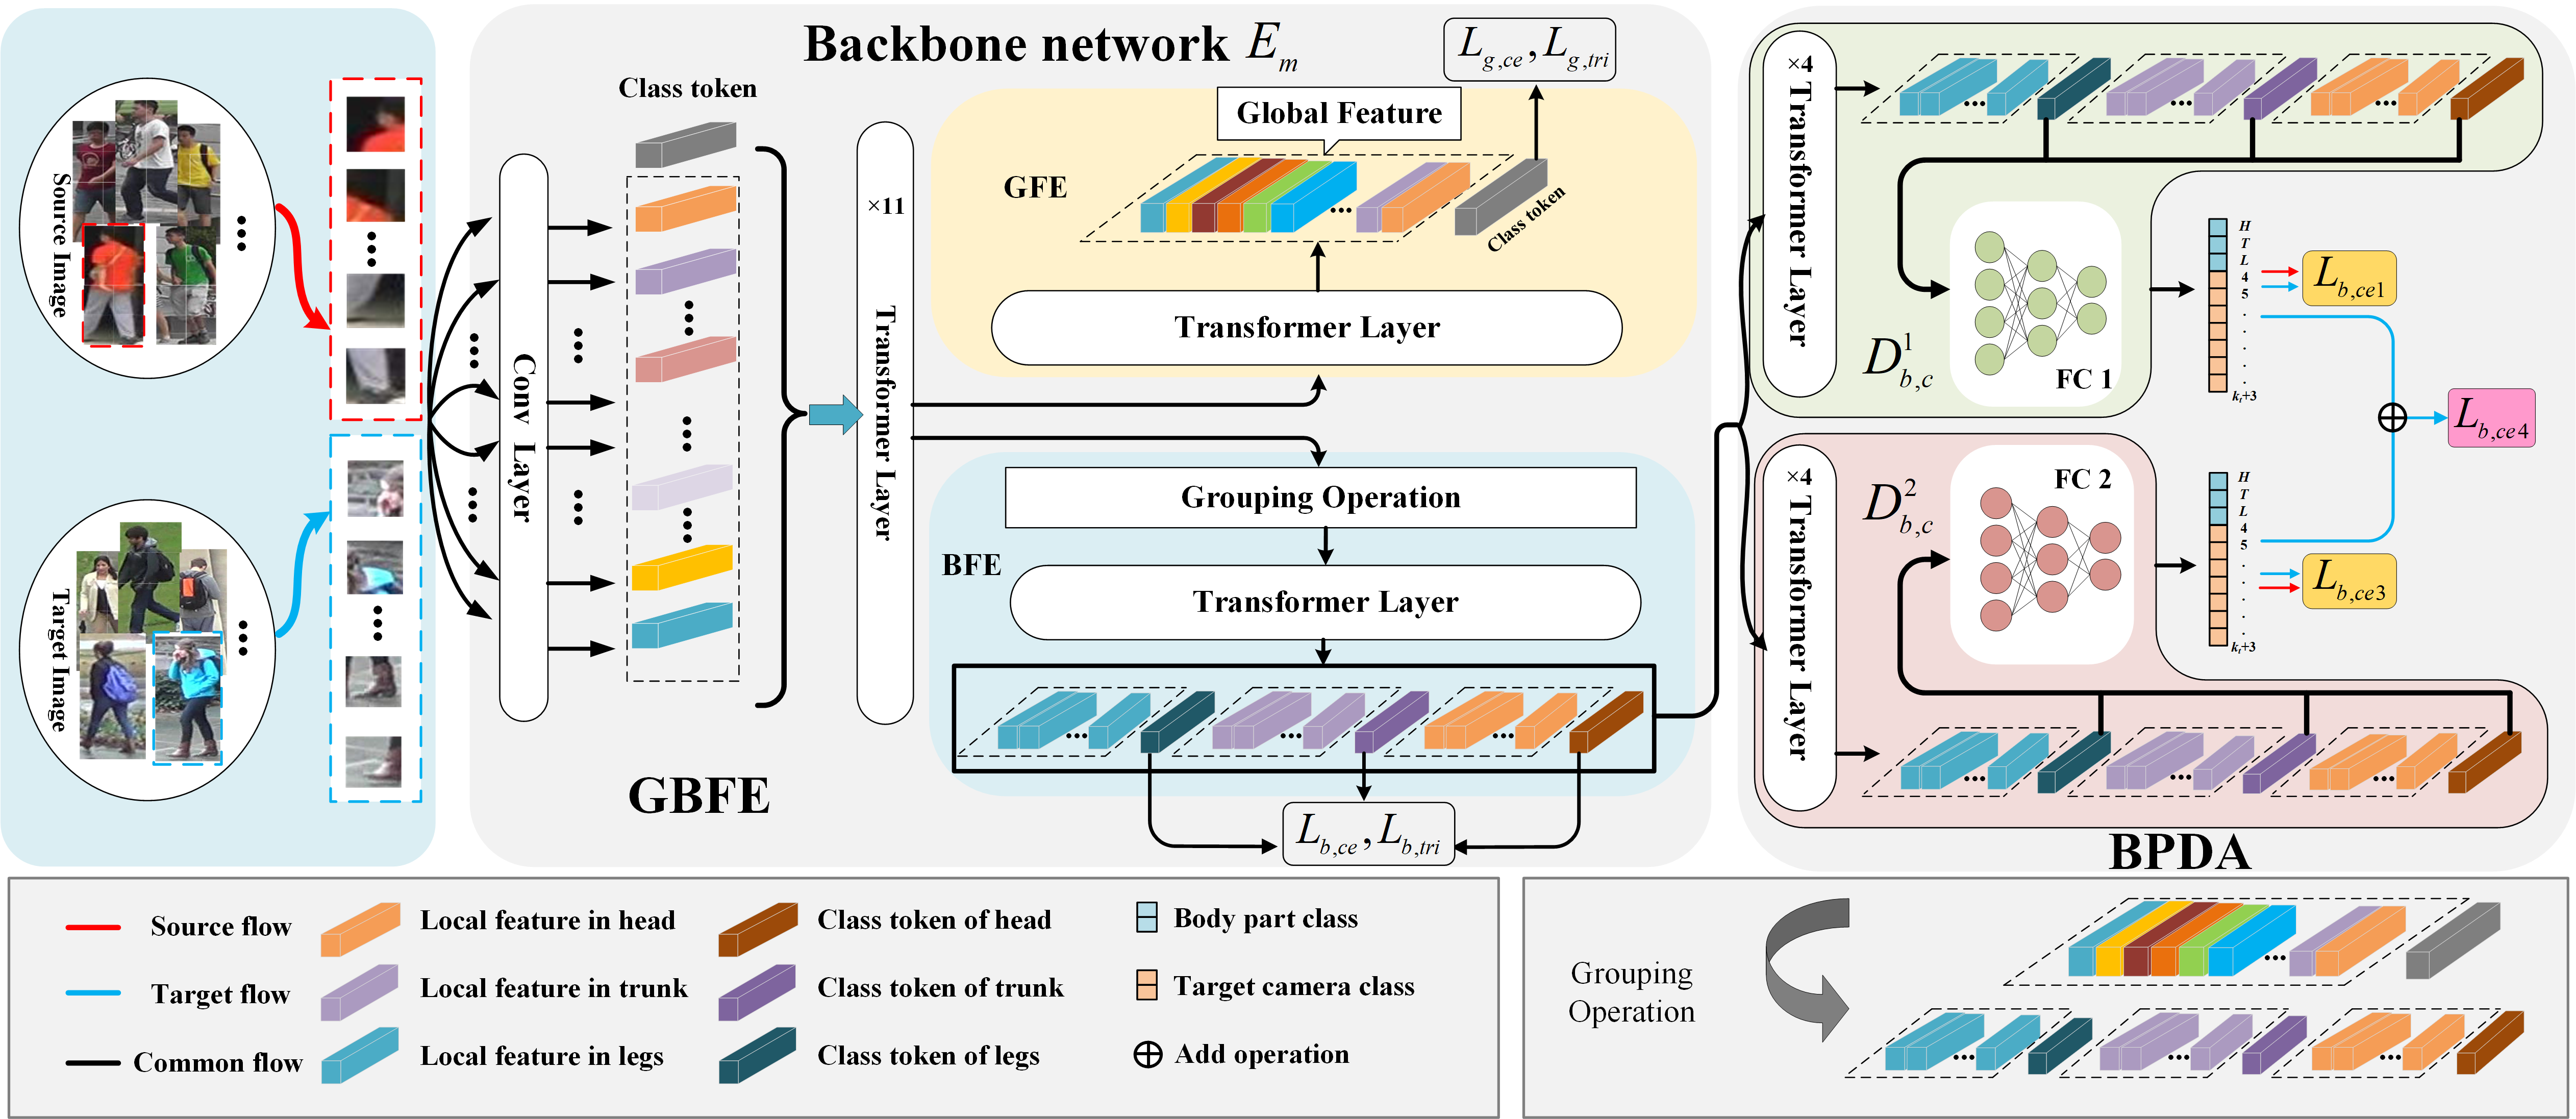 Source Image
Target Image
Backbone network E_m
Class token
Conv Layer
×11
Transformer Layer
GBFE
L_{g,ce}, L_{g,tri}
Global Feature
GFE
Class token
Transformer Layer
Grouping Operation
BFE
Transformer Layer
L_{b,ce}, L_{b,tri}
×4
Transformer Layer
D^1_{b,c}
FC 1
H
T
L
4
5
.
.
.
.
.
k_t+3
L_{b,ce1}
L_{b,ce4}
×4
Transformer Layer
D^2_{b,c}
FC 2
H
T
L
4
5
.
.
.
.
.
k_t+3
L_{b,ce3}
BPDA
Source flow
Local feature in head
Class token of head
Body part class
Target flow
Local feature in trunk
Class token of trunk
Target camera class
Common flow
Local feature in legs
Class token of legs
Add operation
Grouping
Operation